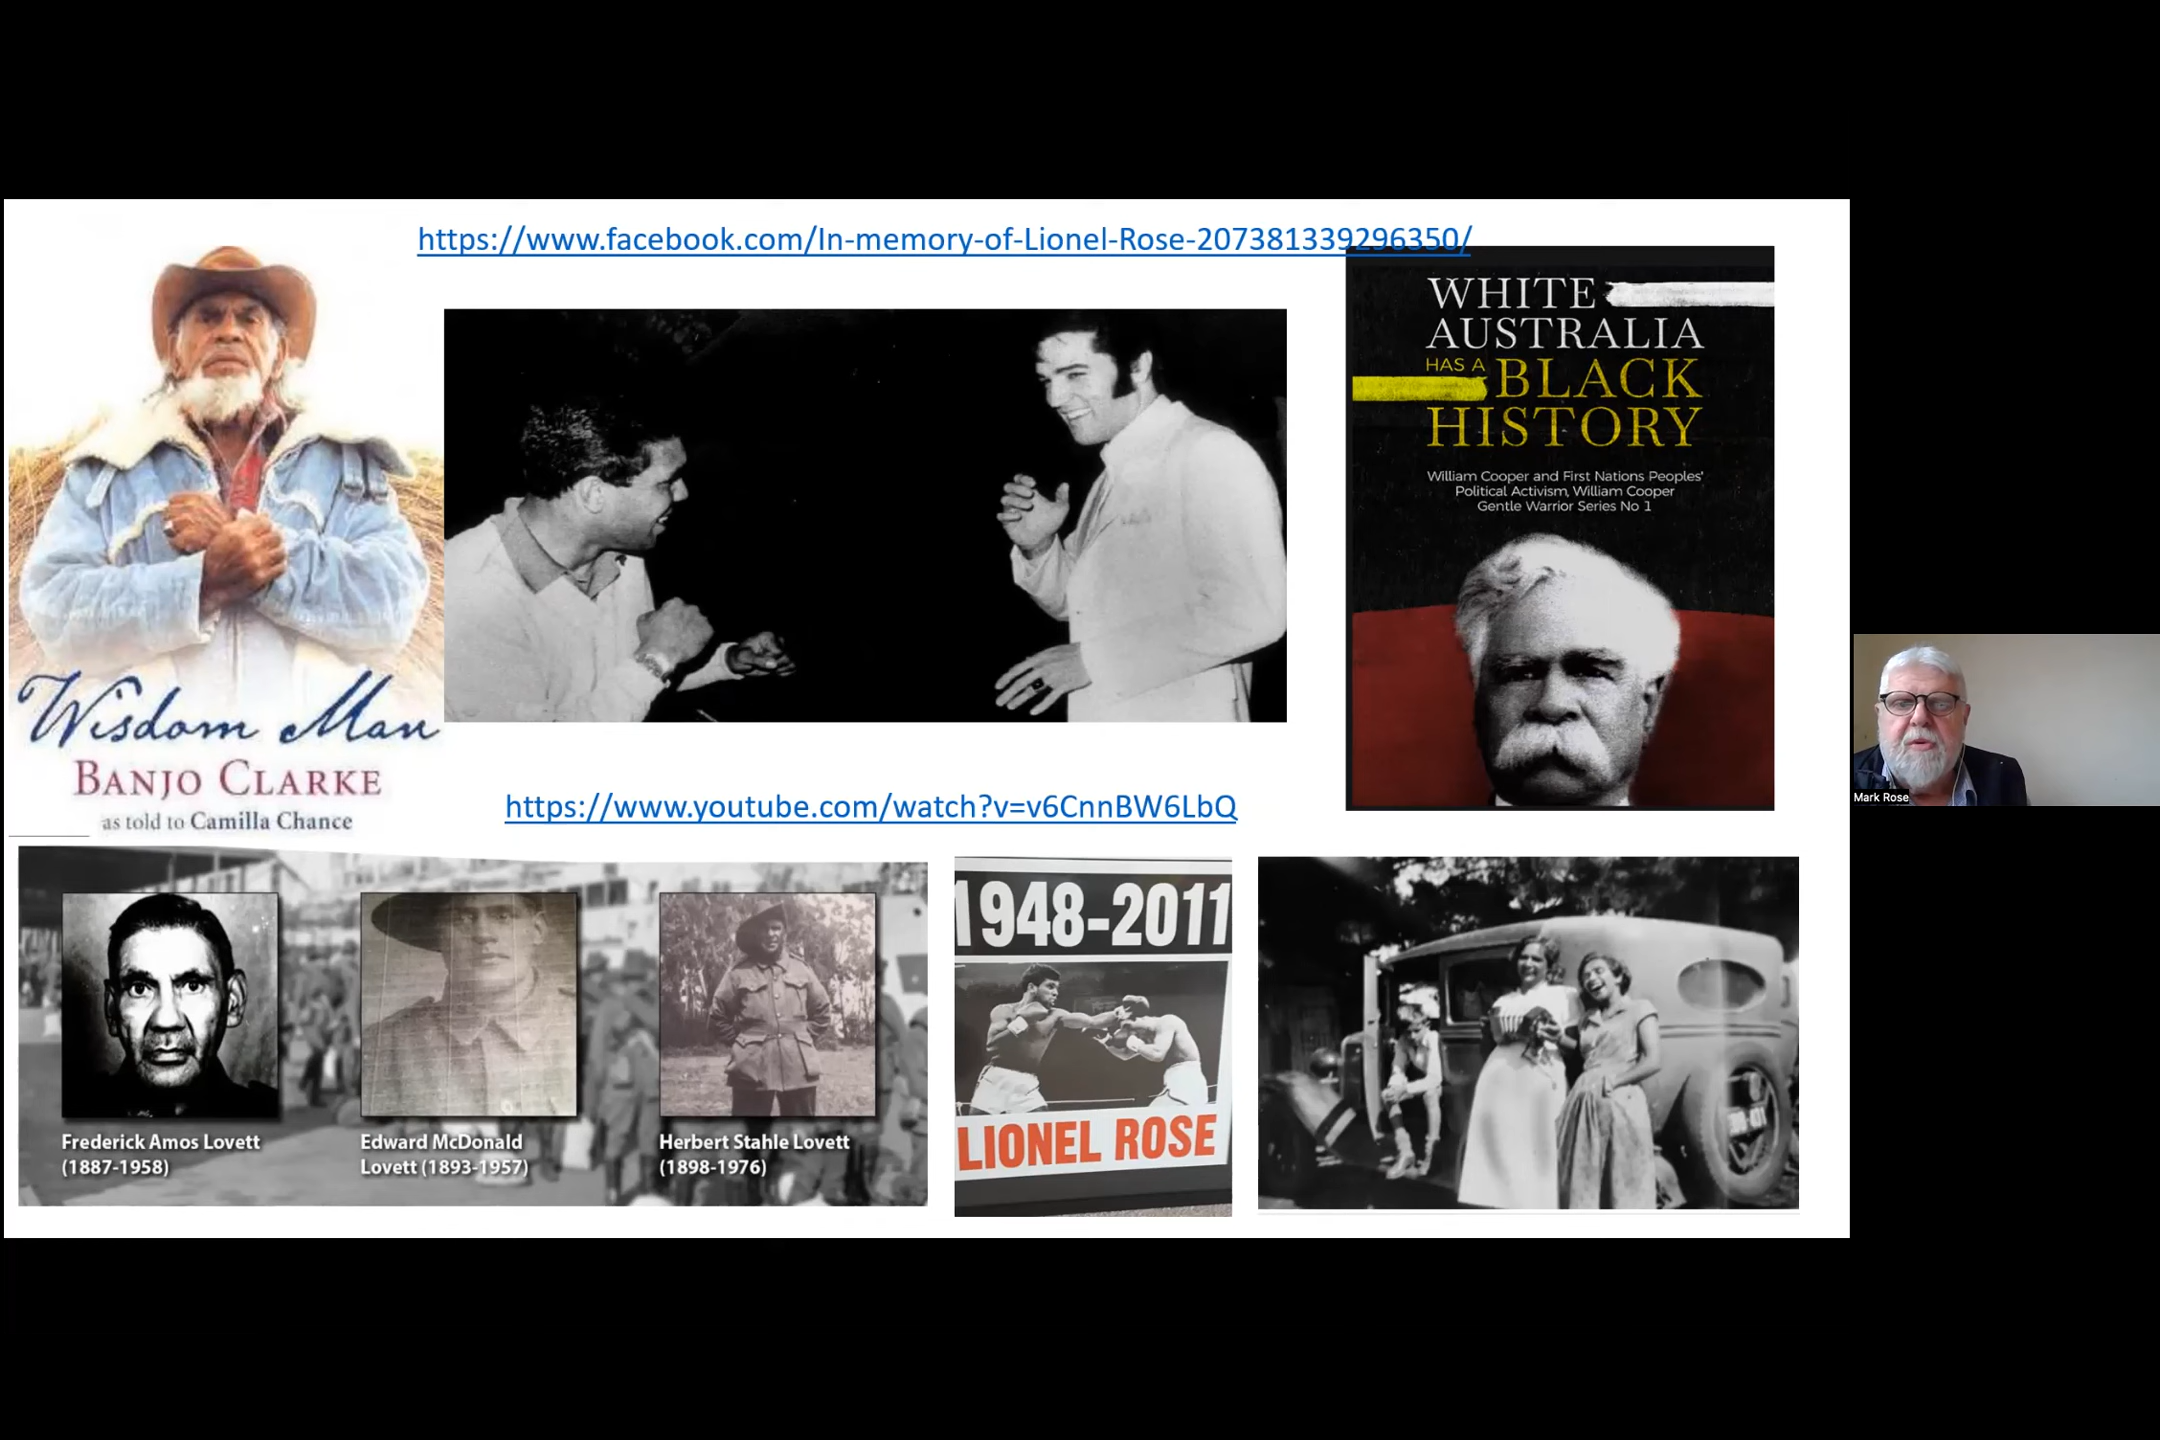 https://www.facebook.com/In-memory-of-Lionel-Rose-207381339296350/
Wisdom Man
BANJO CLARKE
as told to Camilla Chance
WHITE
AUSTRALIA
HAS A BLACK
HISTORY
William Cooper and First Nations Peoples'
Political Activism, William Cooper
Gentle Warrior Series No 1
https://www.youtube.com/watch?v=v6CnnBW6LbQ
Mark Rose
Frederick Amos Lovett
(1887-1958)
Edward McDonald
Lovett (1893-1957)
Herbert Stahle Lovett
(1898-1976)
1948-2011
LIONEL ROSE